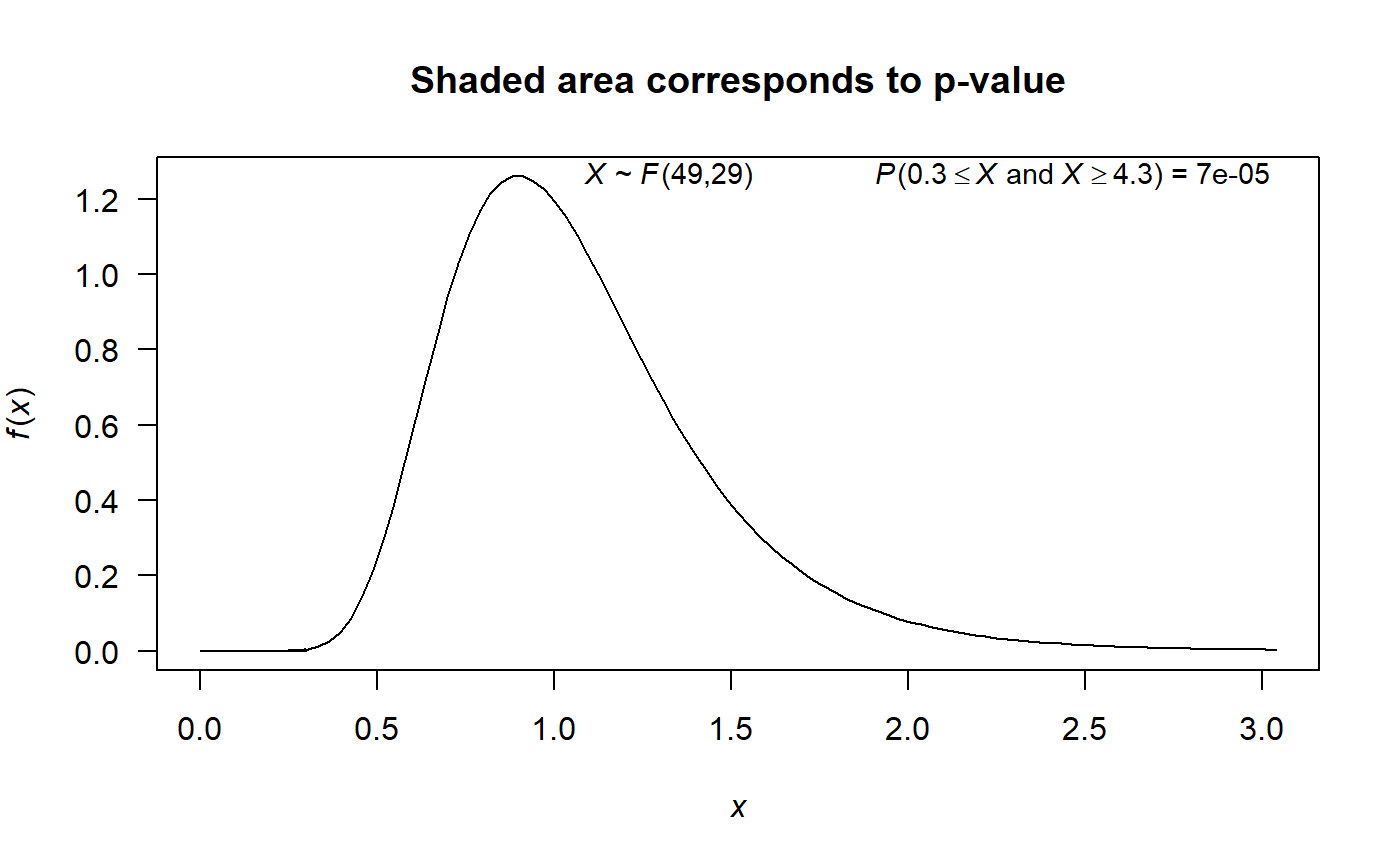 Shaded area corresponds to p-value
X ~ F(49,29)
P(0.3 ≤ X and X ≥ 4.3) = 7e-05
1.2
1.0
0.8
0.6
0.4
0.2
0.0
f(x)
0.0 0.5 1.0 1.5 2.0 2.5 3.0
x